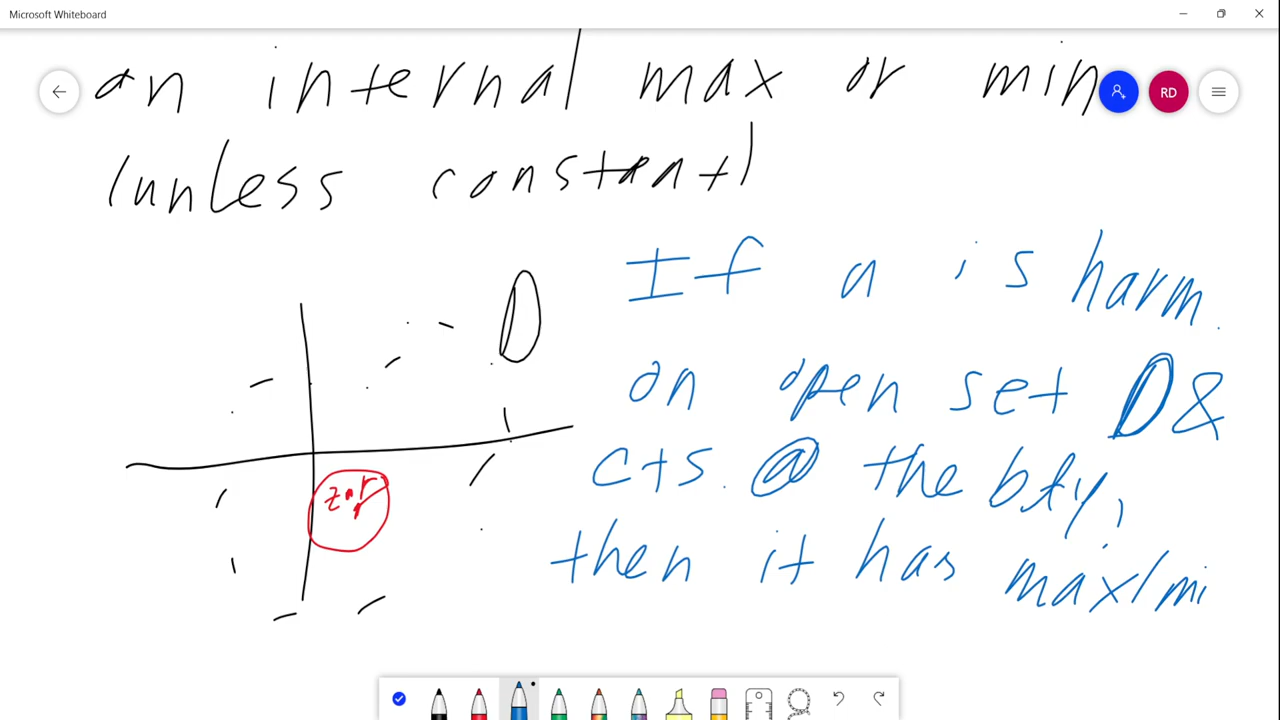 Microsoft Whiteboard
an internal max or min
RD
(unless constant)
D
If a is harm.
on open set D &
cts @ the bty,
then it has max/mi